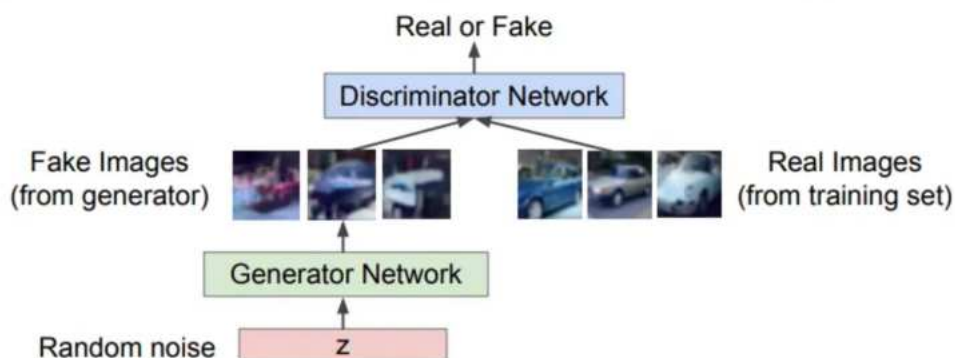 Real or Fake
Discriminator Network
Fake Images
(from generator)
Real Images
(from training set)
Generator Network
Random noise
z